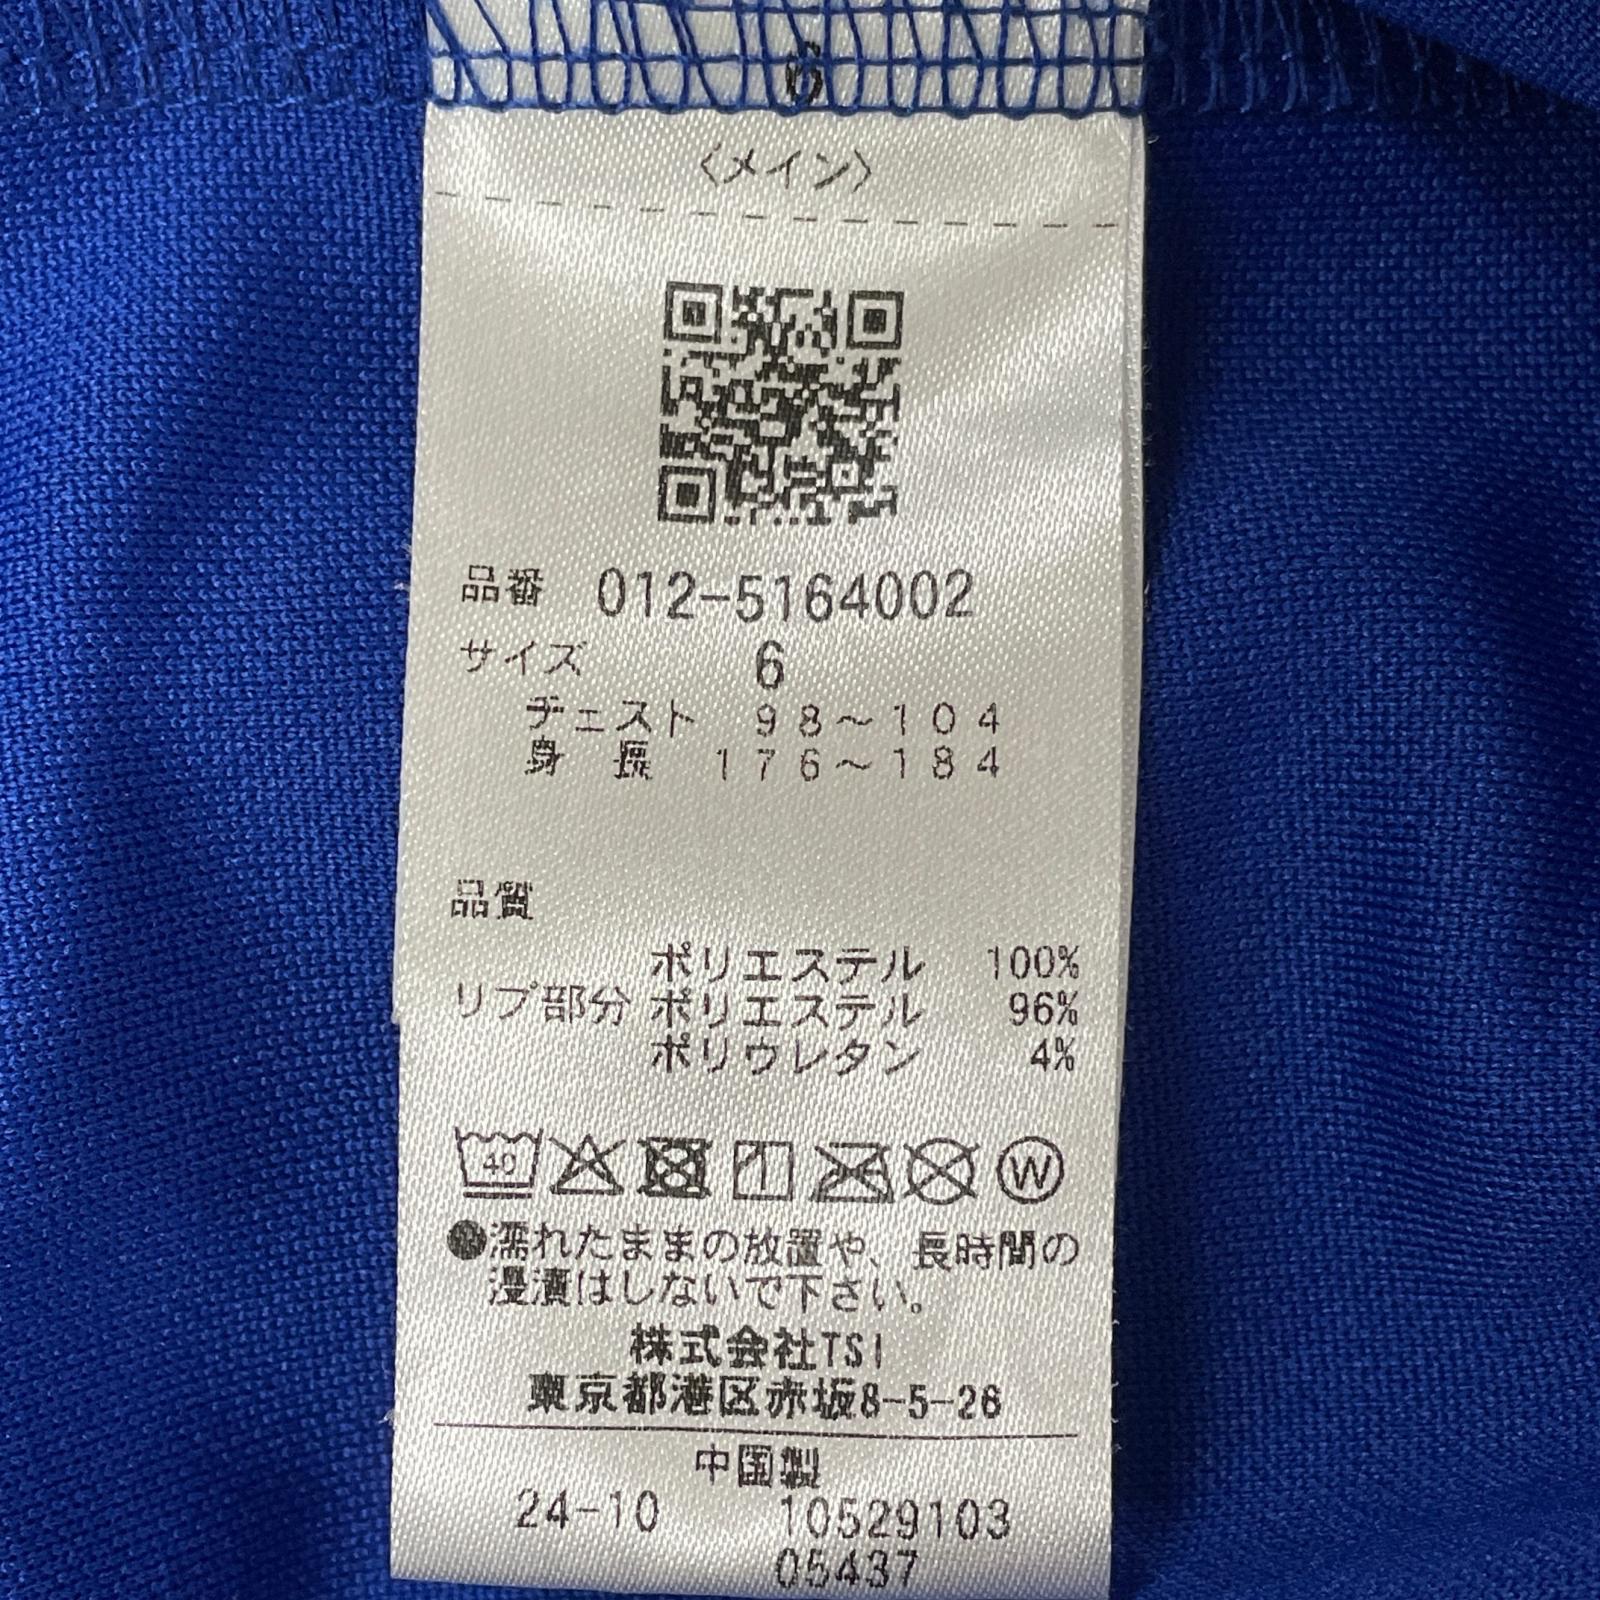 6
〈メイン〉
品番 012-5164002
サイズ 6
チェスト 98～104
身長 176～184
品質
ポリエステル 100%
リブ部分 ポリエステル 96%
ポリウレタン 4%
40 W
●濡れたままの放置や、長時間の
浸漬はしないで下さい。
株式会社TSI
東京都港区赤坂8-5-26
中国製
24-10 10529103
05437